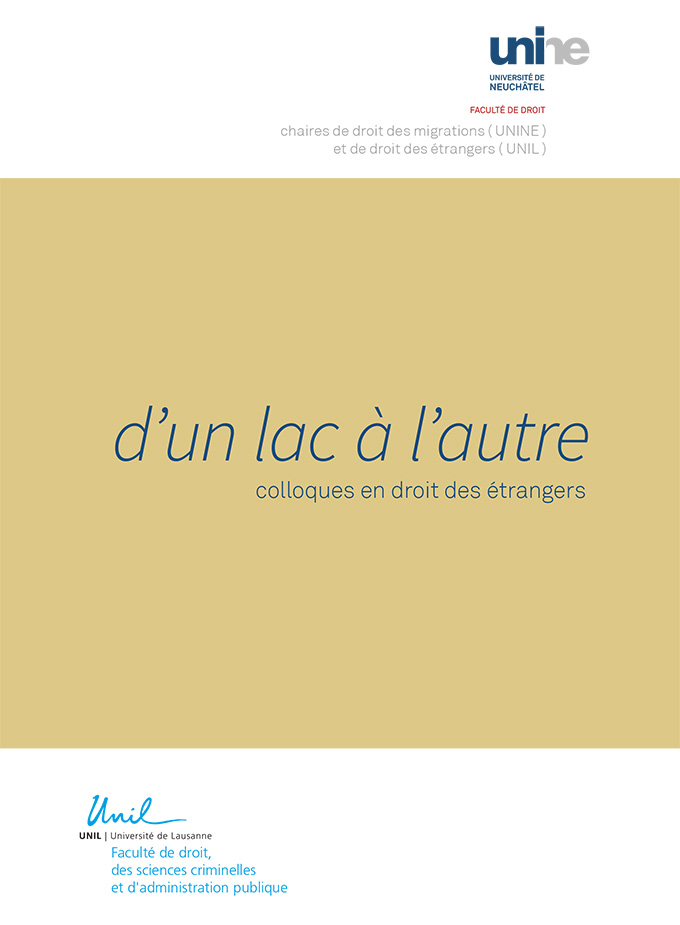 unine
UNIVERSITÉ DE
NEUCHÂTEL
FACULTÉ DE DROIT
chaires de droit des migrations ( UNINE )
et de droit des étrangers ( UNIL )
d’un lac à l’autre
colloques en droit des étrangers
Unil
UNIL | Université de Lausanne
Faculté de droit,
des sciences criminelles
et d'administration publique